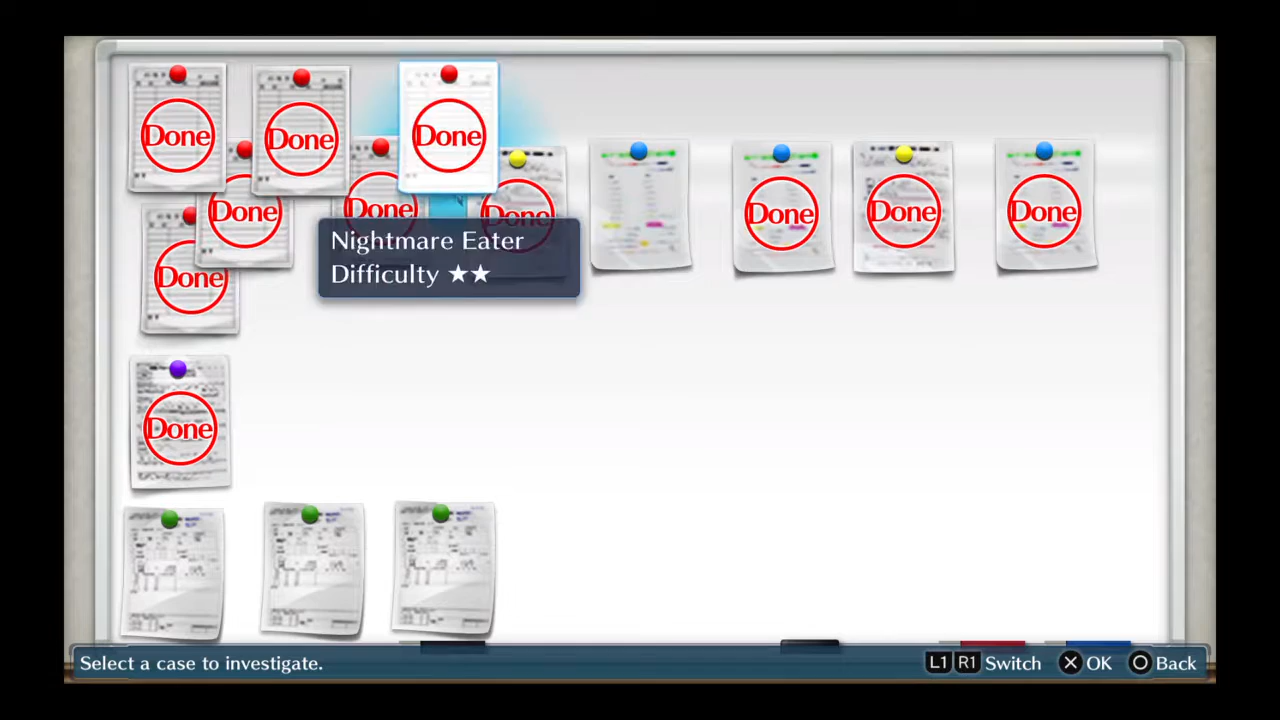 Done
Done
Done
Done
Done
Done
Done
Done
Done
Nightmare Eater
Difficulty ★★
Done
Done
Select a case to investigate.
L1 R1 Switch
OK
Back